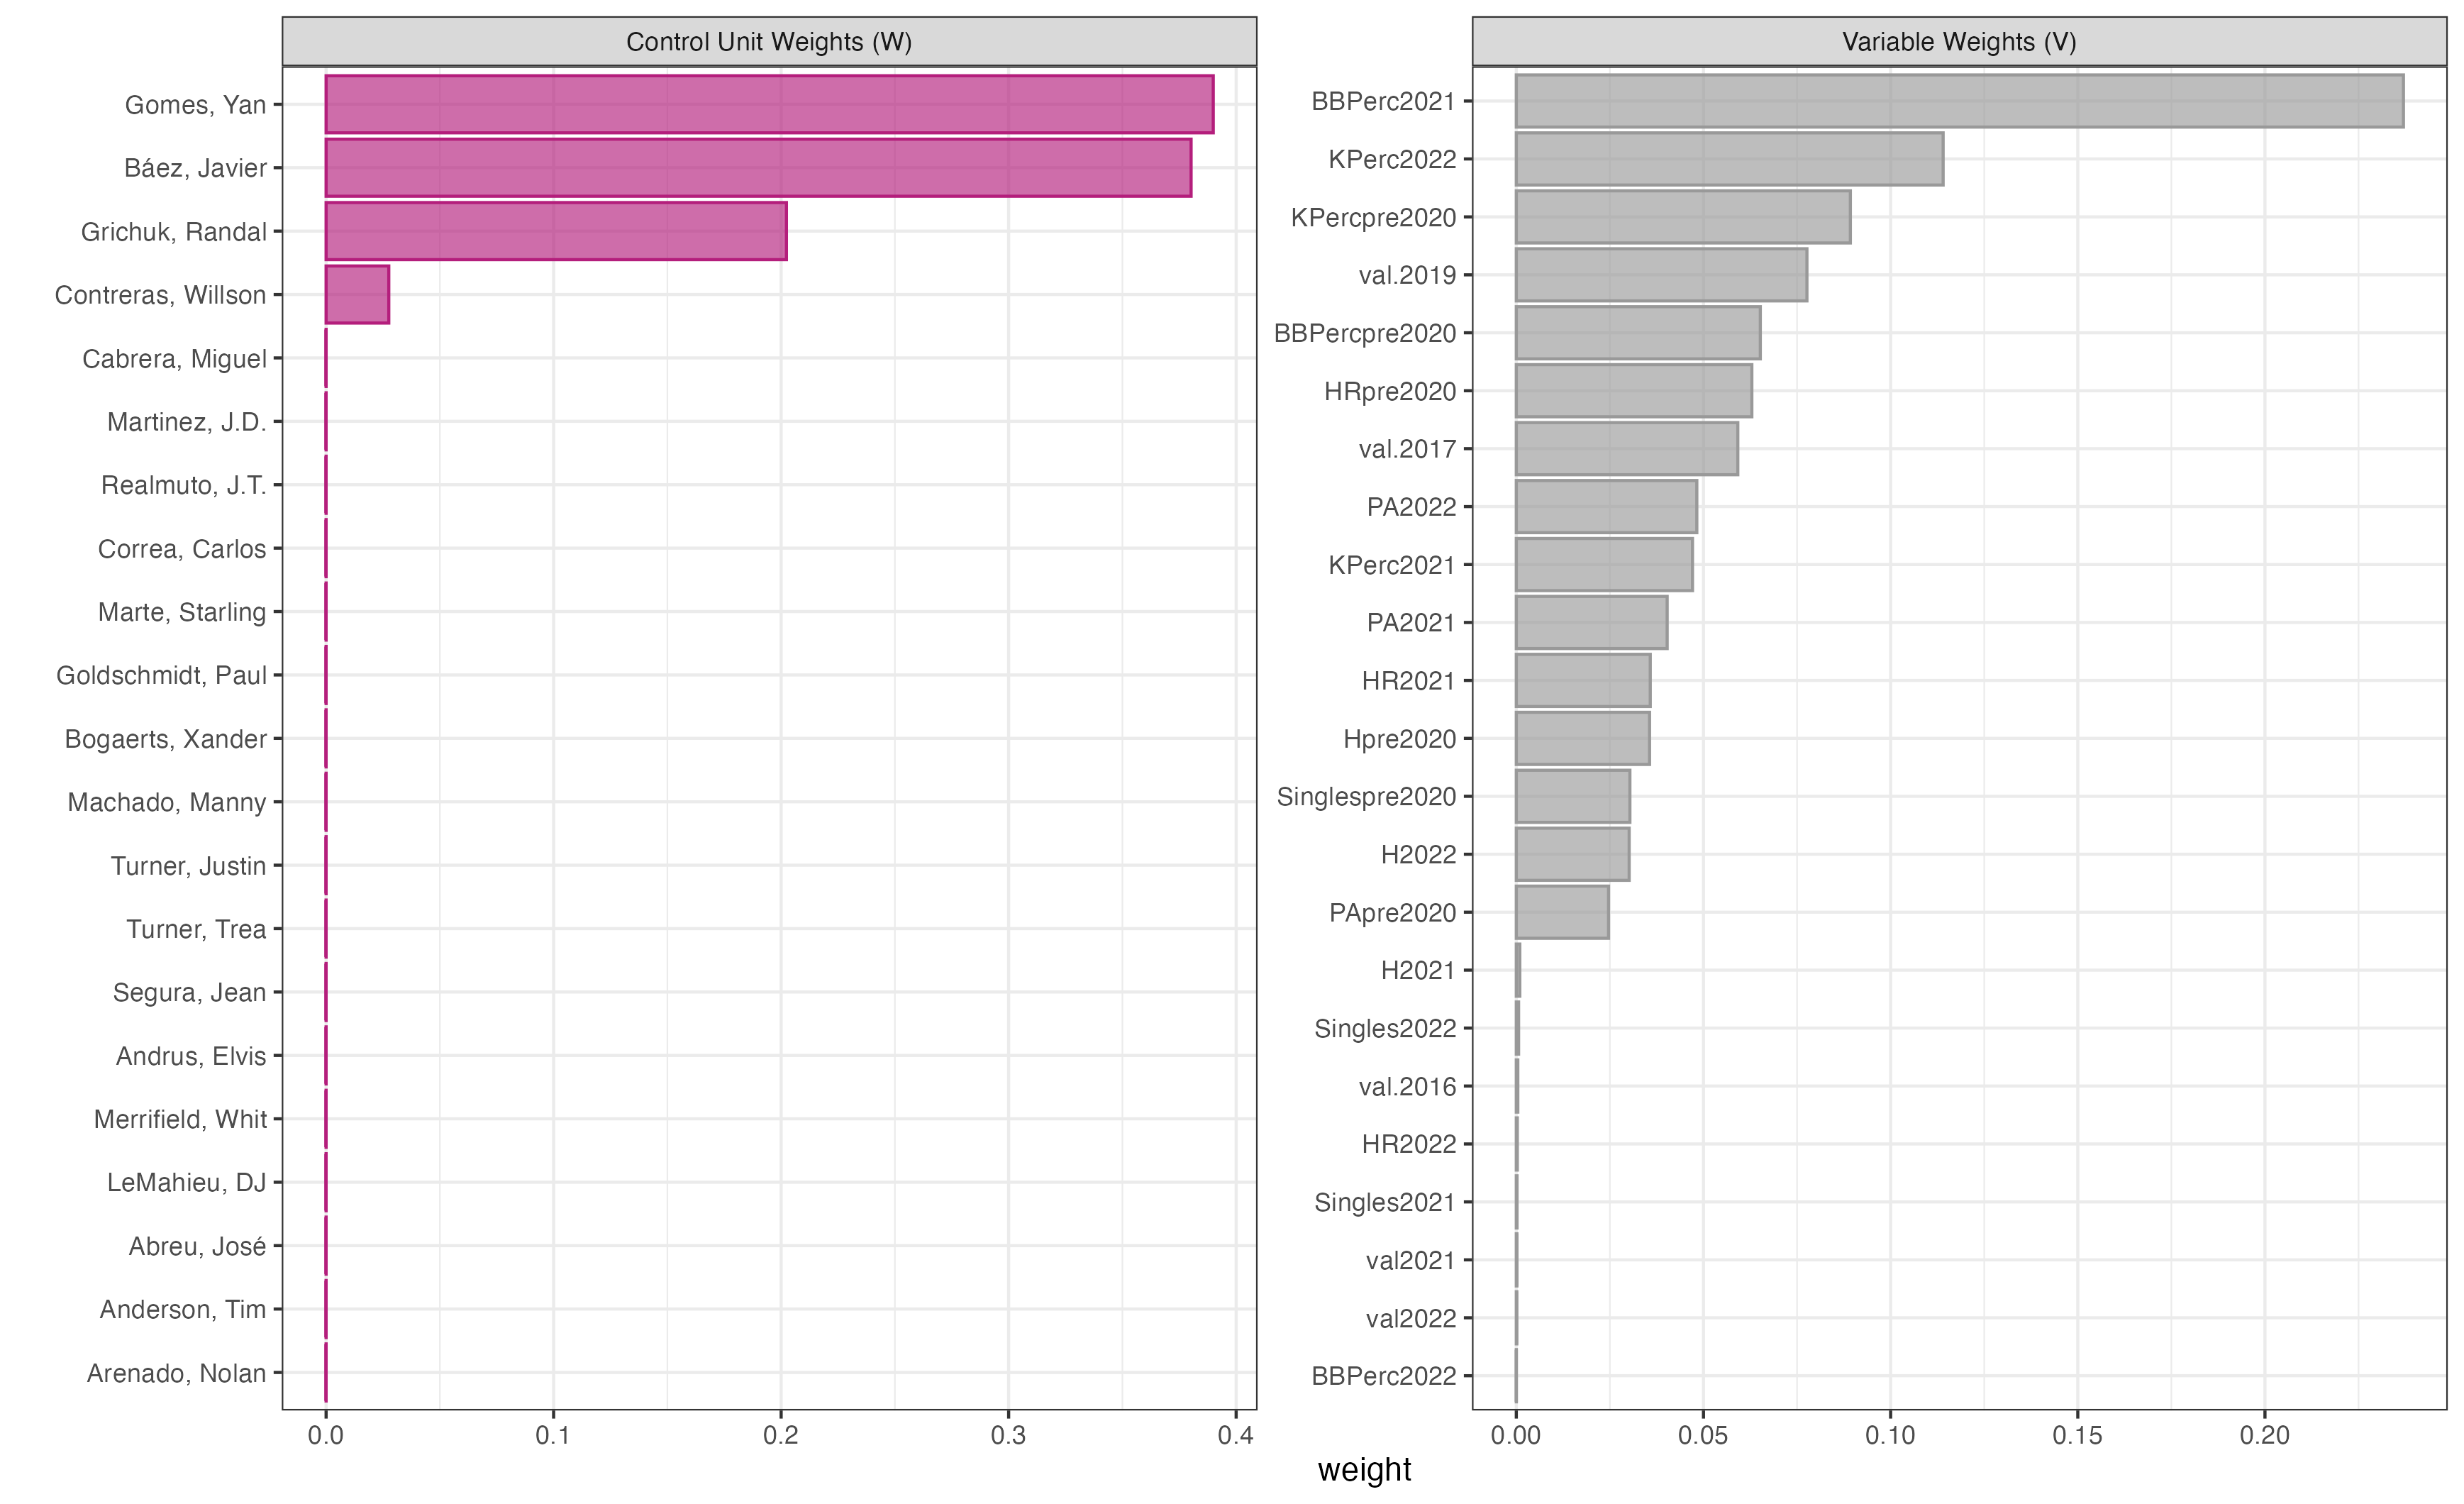 Control Unit Weights (W)
Gomes, Yan
Báez, Javier
Grichuk, Randal
Contreras, Willson
Cabrera, Miguel
Martinez, J.D.
Realmuto, J.T.
Correa, Carlos
Marte, Starling
Goldschmidt, Paul
Bogaerts, Xander
Machado, Manny
Turner, Justin
Turner, Trea
Segura, Jean
Andrus, Elvis
Merrifield, Whit
LeMahieu, DJ
Abreu, José
Anderson, Tim
Arenado, Nolan
0.0 0.1 0.2 0.3 0.4
Variable Weights (V)
BBPerc2021
KPerc2022
KPercpre2020
val.2019
BBPercpre2020
HRpre2020
val.2017
PA2022
KPerc2021
PA2021
HR2021
Hpre2020
Singlespre2020
H2022
PApre2020
H2021
Singles2022
val.2016
HR2022
Singles2021
val2021
val2022
BBPerc2022
0.00 0.05 0.10 0.15 0.20
weight